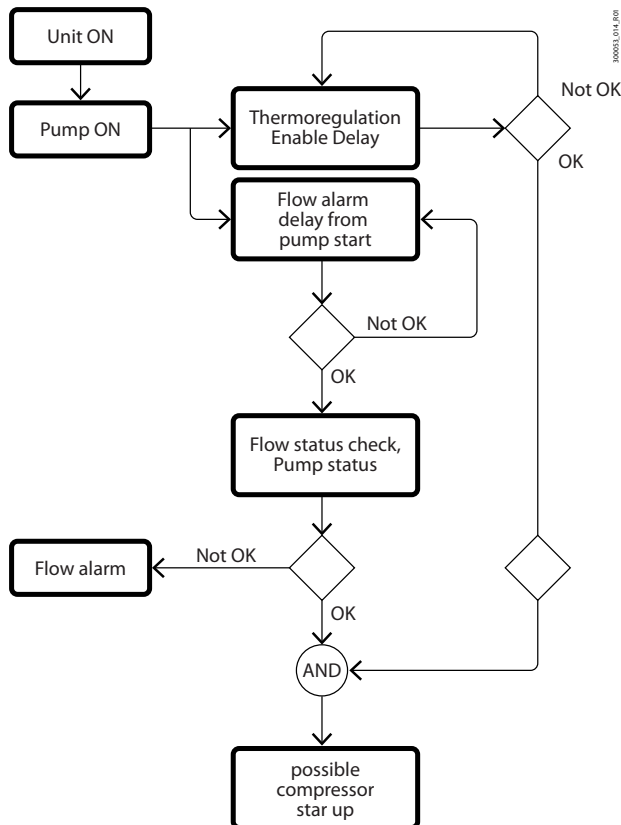 Unit ON
300053_014_R01
Not OK
Pump ON
Thermoregulation
Enable Delay
OK
Flow alarm
delay from
pump start
Not OK
OK
Flow status check,
Pump status
Flow alarm
Not OK
OK
AND
possible
compressor
star up